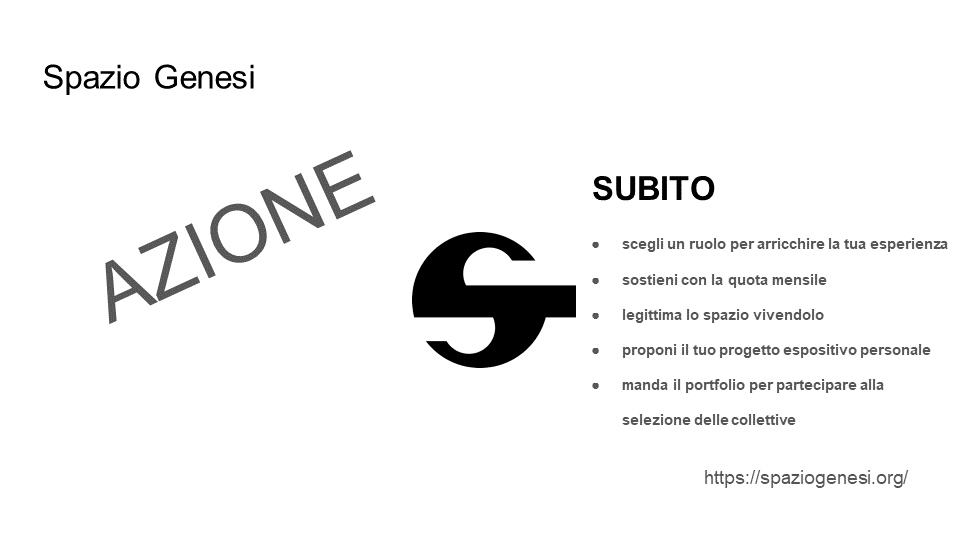 Spazio Genesi
AZIONE
SUBITO
● scegli un ruolo per arricchire la tua esperienza
● sostieni con la quota mensile
● legittima lo spazio vivendolo
● proponi il tuo progetto espositivo personale
● manda il portfolio per partecipare alla
selezione delle collettive
https://spaziogenesi.org/